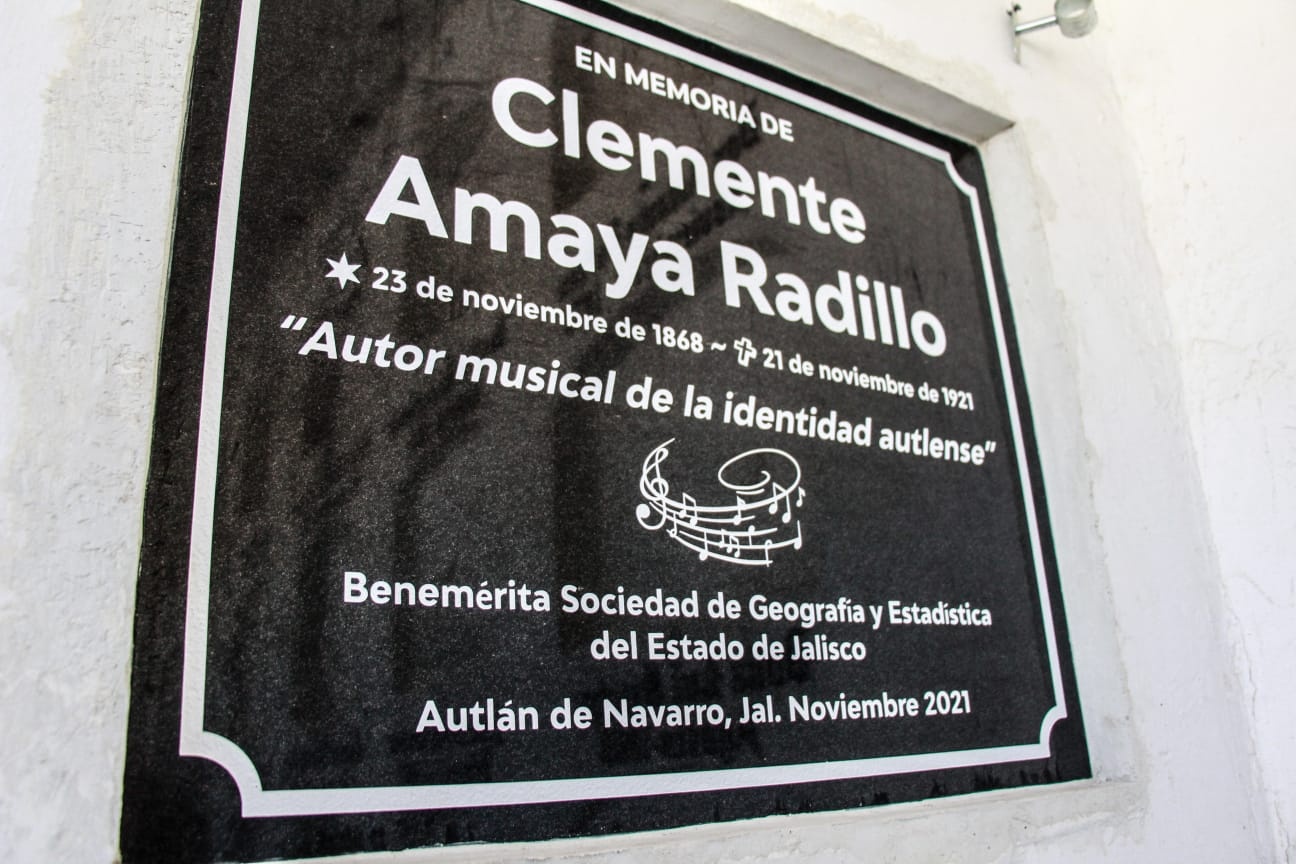 EN MEMORIA DE
Clemente
Amaya Radillo
✶ 23 de noviembre de 1868 ~ ✞ 21 de noviembre de 1921
"Autor musical de la identidad autlense"
Benemérita Sociedad de Geografía y Estadística
del Estado de Jalisco
Autlán de Navarro, Jal. Noviembre 2021